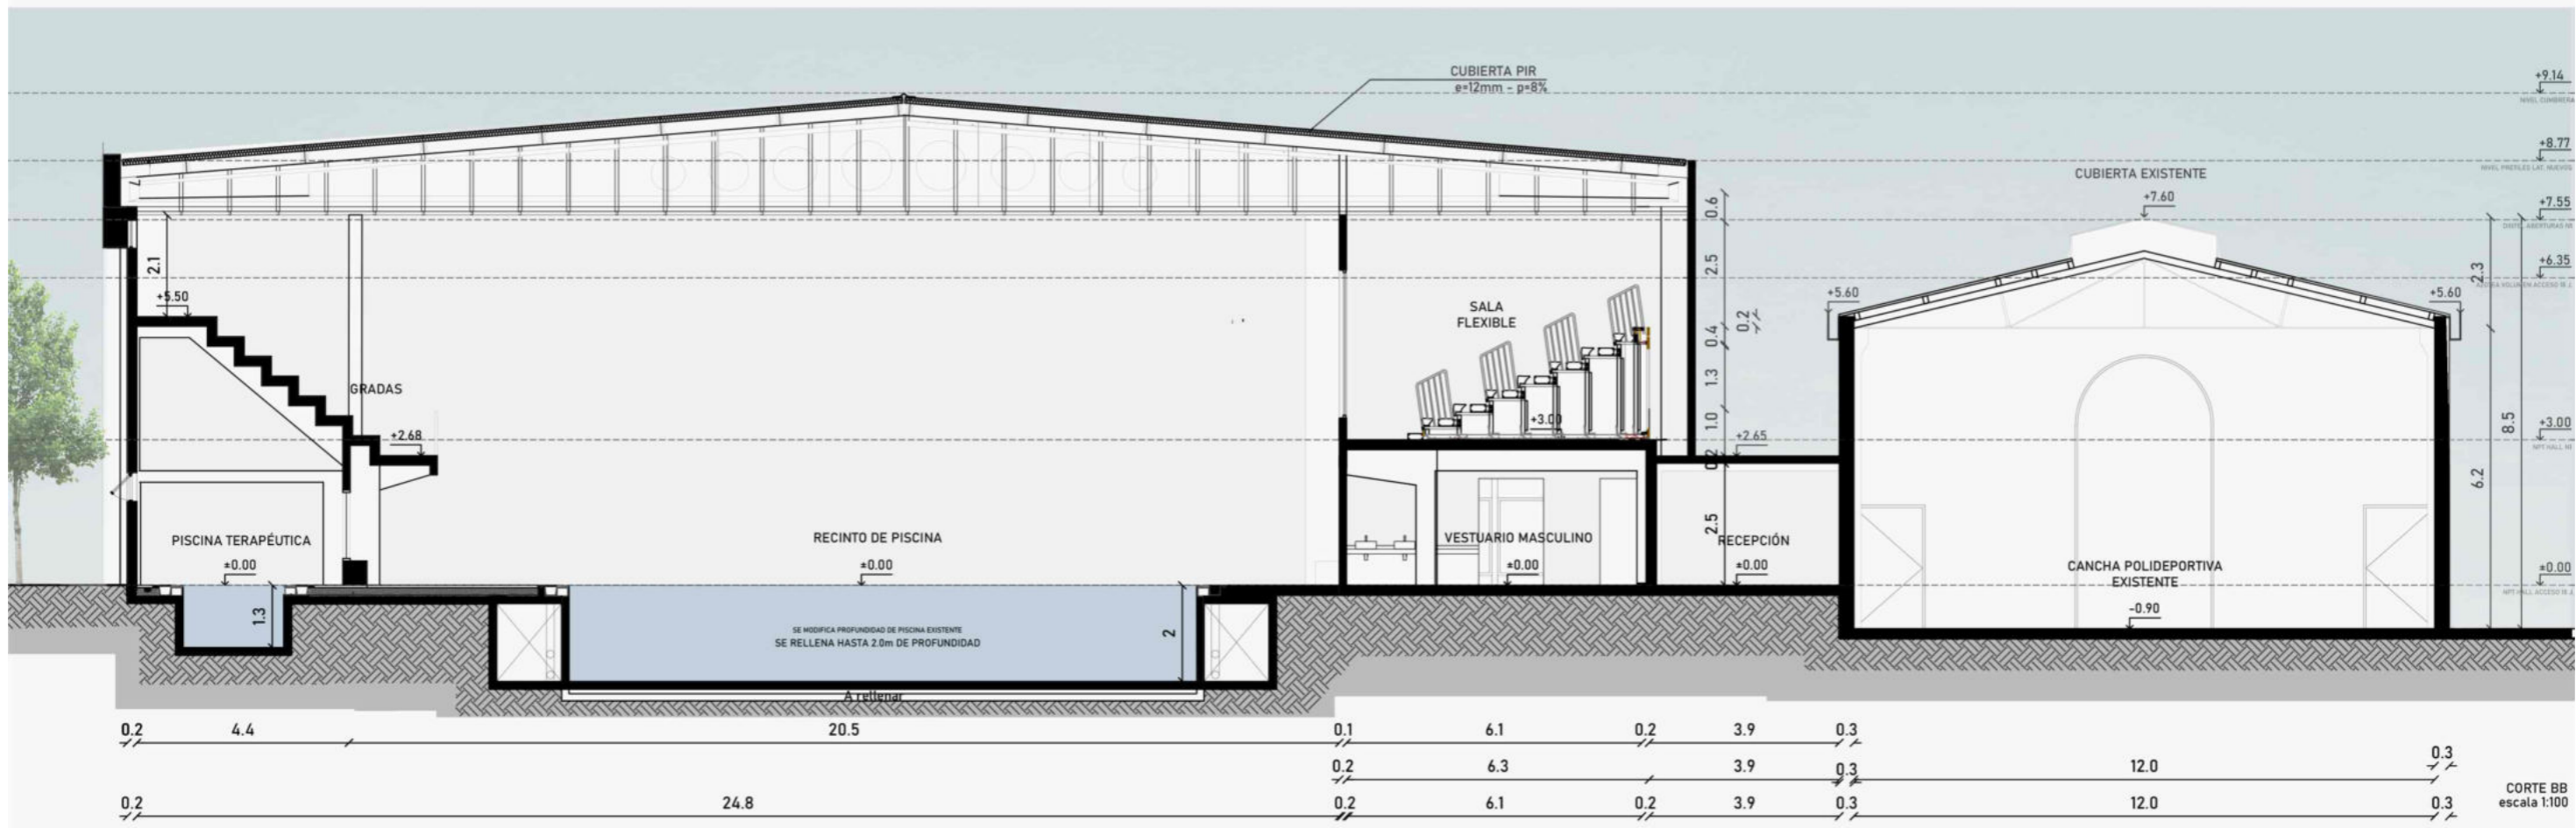 CUBIERTA PIR
e=12mm - p=8%
+9.14
NIVEL CUMBRERA
+8.77
NIVEL PRETILES LAT. NUEVOS
CUBIERTA EXISTENTE
+7.60
+7.55
0.6
2.1
2.5
+6.35
2.3
+5.50
+5.60
+5.60
SALA
FLEXIBLE
0.2
0.4
GRADAS
1.3
+3.00
1.0
8.5
+3.00
+2.68
+2.65
0.2
6.2
2.5
PISCINA TERAPÉUTICA
RECINTO DE PISCINA
VESTUARIO MASCULINO
RECEPCIÓN
±0.00
±0.00
±0.00
±0.00
CANCHA POLIDEPORTIVA
EXISTENTE
±0.00
-0.90
1.3
SE MODIFICA PROFUNDIDAD DE PISCINA EXISTENTE
SE RELLENA HASTA 2.0m DE PROFUNDIDAD
2
A rellenar
0.2 4.4 20.5 0.1 6.1 0.2 3.9 0.3
0.3
0.2 6.3 3.9 0.3 12.0
0.2 24.8 0.2 6.1 0.2 3.9 0.3 12.0 0.3
CORTE BB
escala 1:100